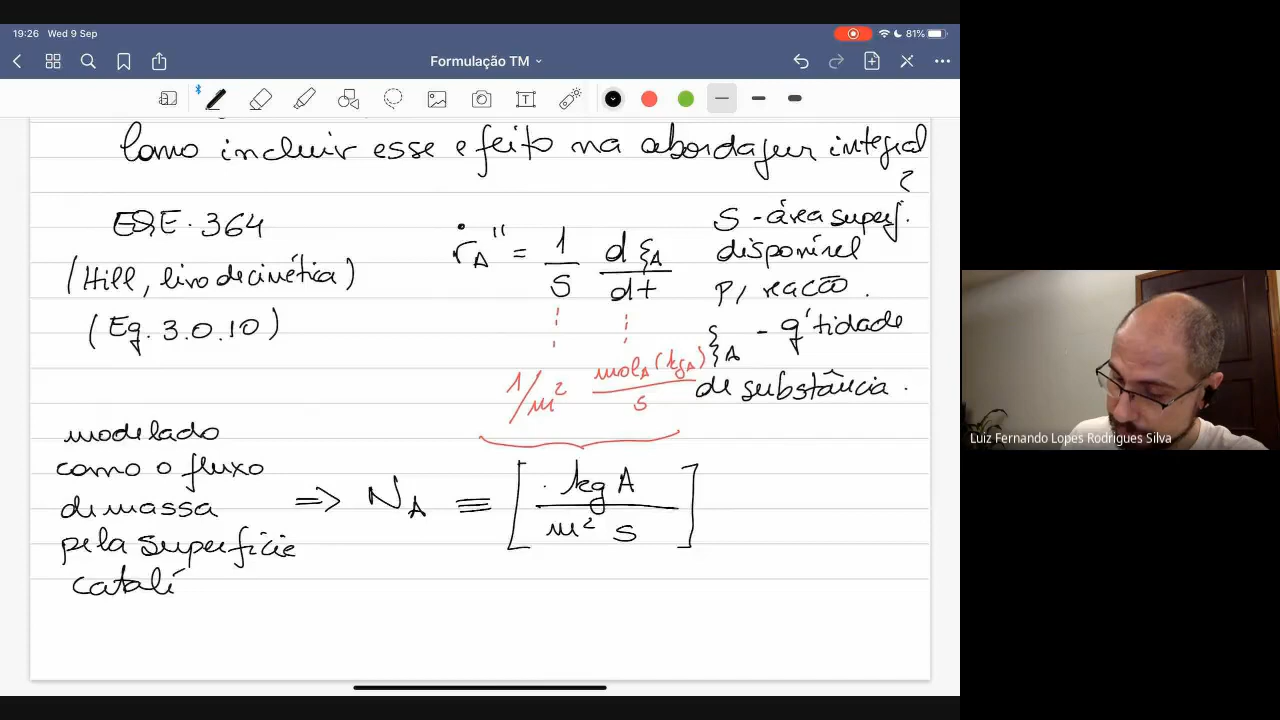 19:26 Wed 9 Sep
81%
Formulação TM
Como incluir esse efeito na abordagem integral
?
EQE.364
(Hill, livro de cinética)
(Eq. 3.0.10)
ṙA'' = 1/S dξA/dt
S - área superf.
disponível
p/ reação.
ξA - q'tidade
de substância.
1/m² molA(kgA)/s
modelado
como o fluxo
de massa
pela superfície
catalí
=> NA ≡ [kg A / m² s]
Luiz Fernando Lopes Rodrigues Silva